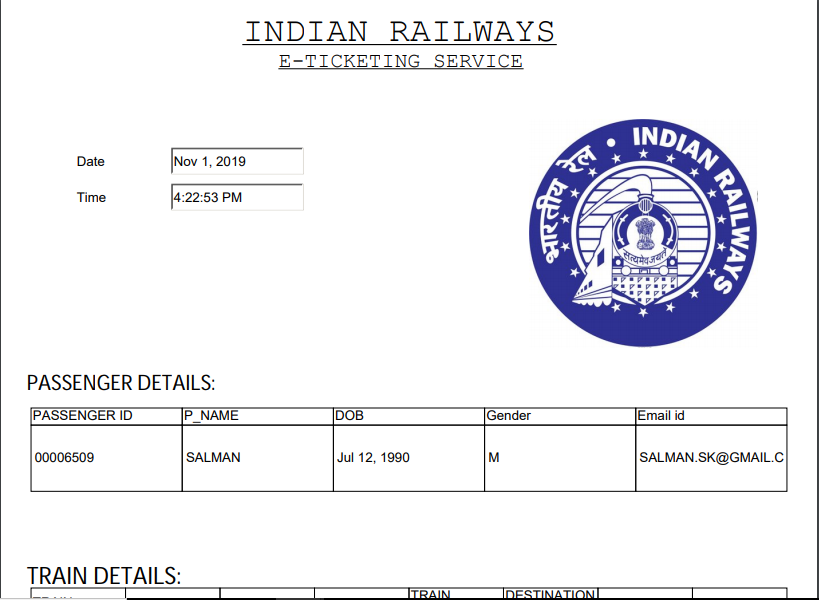 INDIAN RAILWAYS
E-TICKETING SERVICE
Date Nov 1, 2019
Time 4:22:53 PM
भारतीय रेल • INDIAN RAILWAYS
सत्यमेव जयते
PASSENGER DETAILS:
PASSENGER ID P_NAME DOB Gender Email id
00006509 SALMAN Jul 12, 1990 M SALMAN.SK@GMAIL.C
TRAIN DETAILS:
TRAIN TRAIN DESTINATION